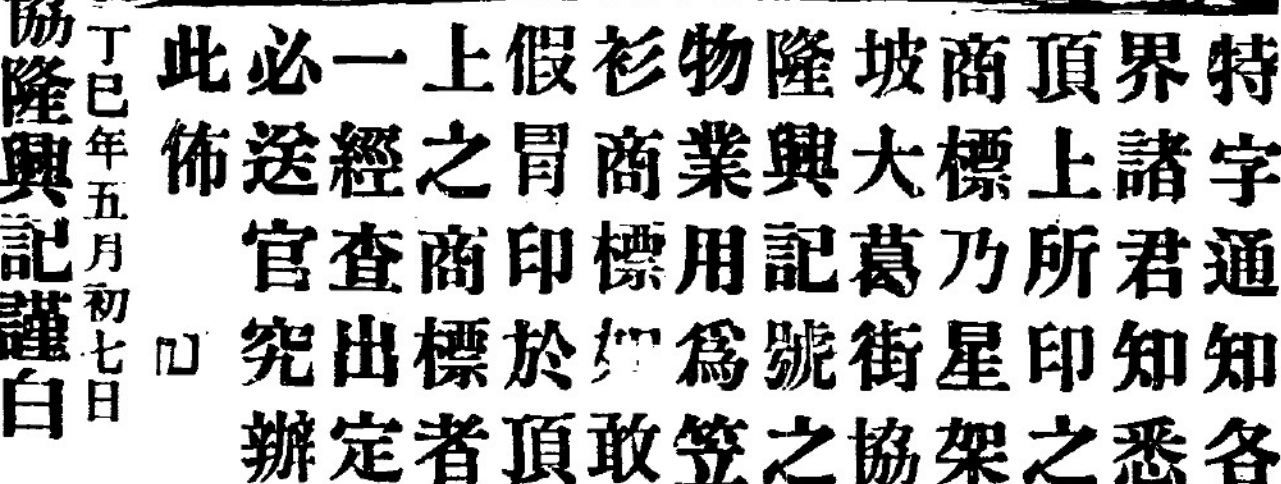 特字通知各
界諸君知悉
頂上所印之
商標乃星架
坡大葛街協
隆興記號之
物業用爲笠
衫商標如敢
假冒印於頂
上之商標者
一經查出定
必送官究辦
此佈
丁巳年五月初七日
協隆興記謹白